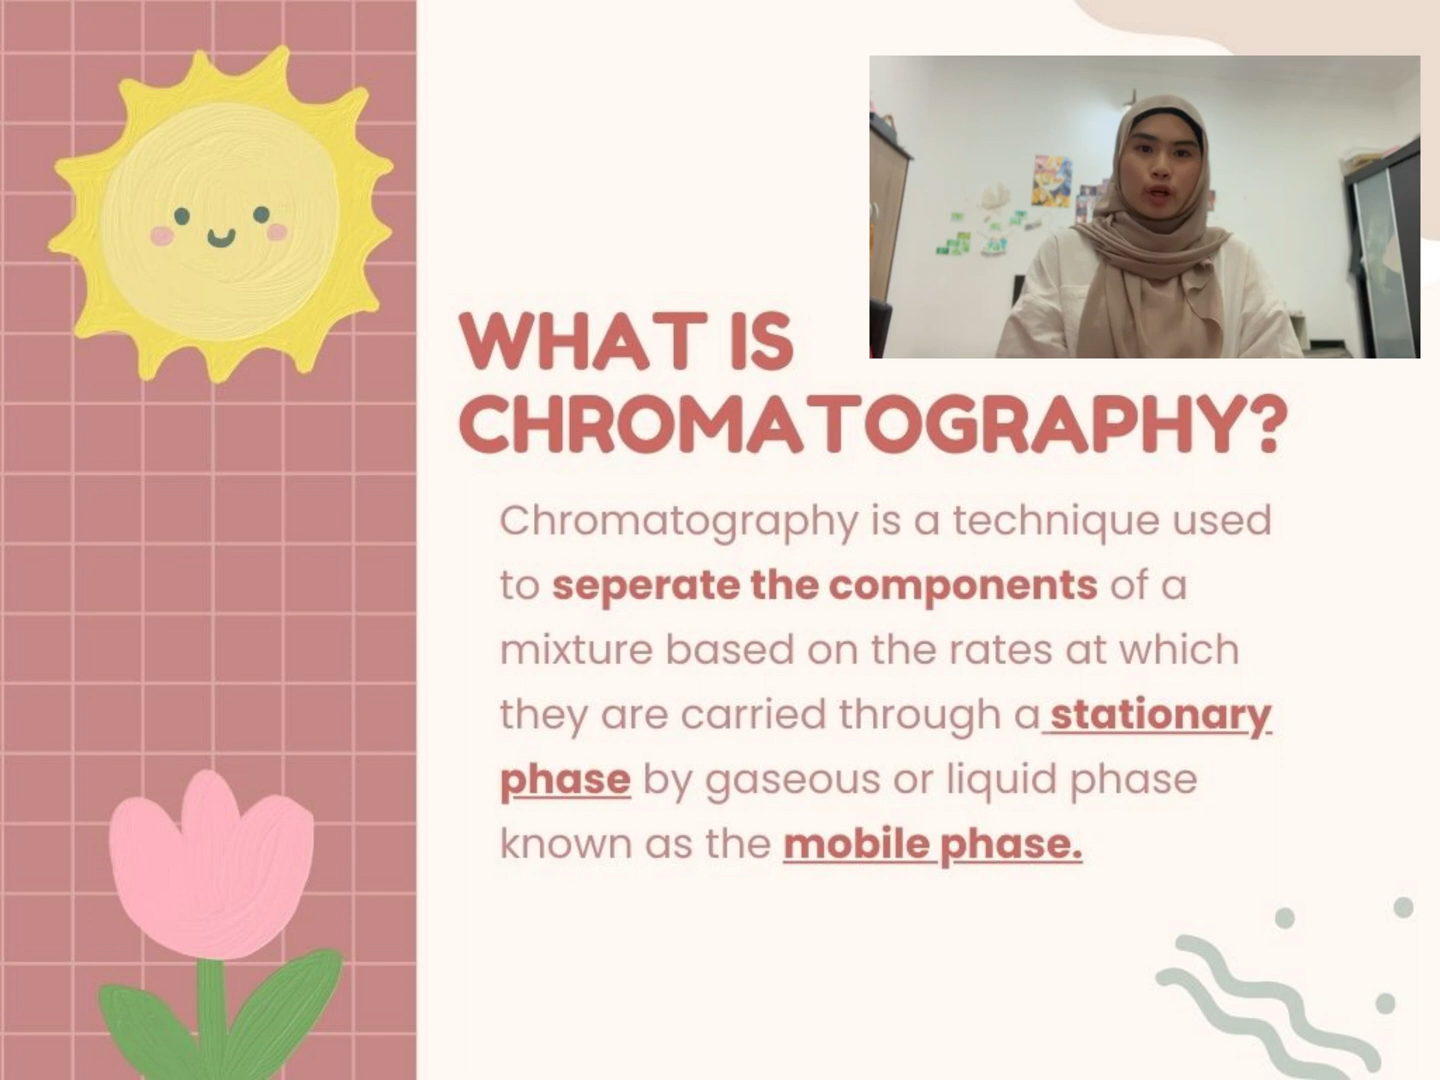 WHAT IS
CHROMATOGRAPHY?
Chromatography is a technique used
to seperate the components of a
mixture based on the rates at which
they are carried through a stationary
phase by gaseous or liquid phase
known as the mobile phase.